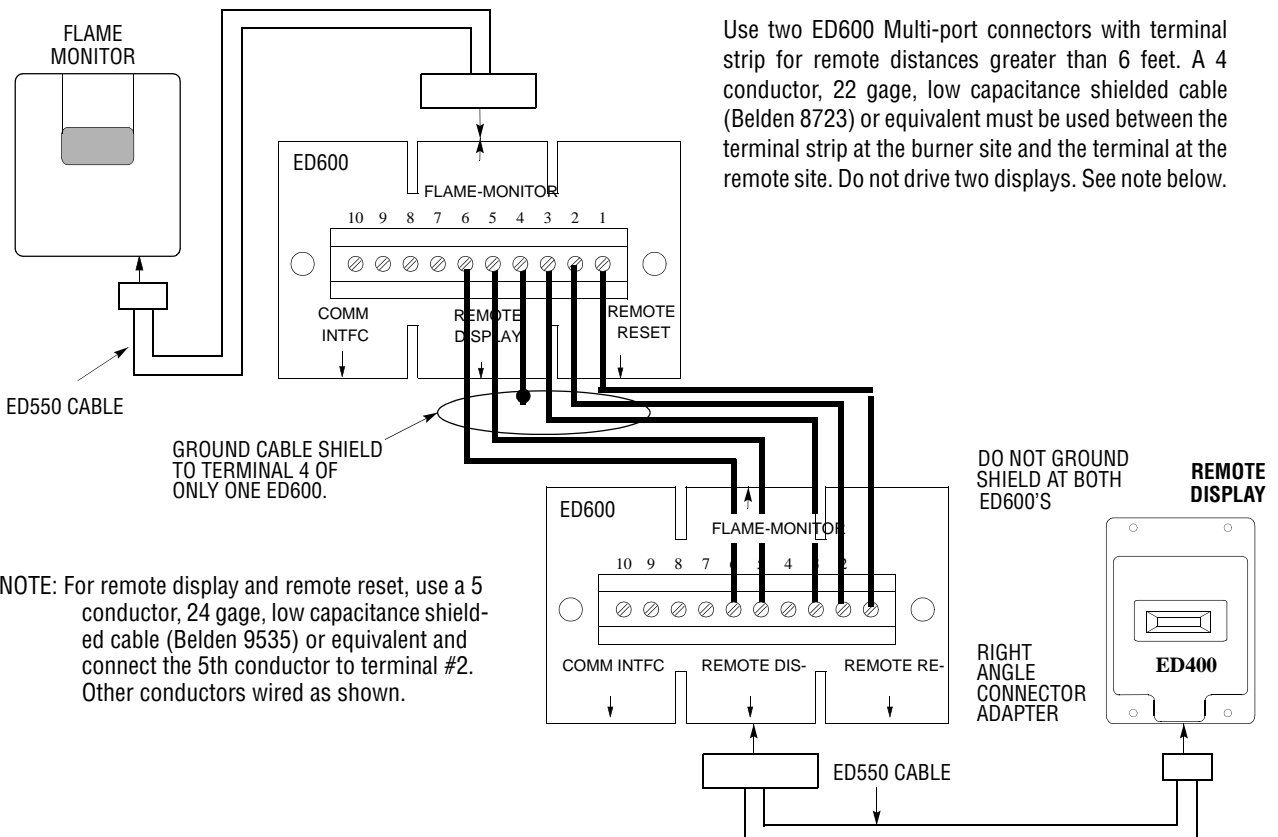 FLAME
MONITOR
Use two ED600 Multi-port connectors with terminal
strip for remote distances greater than 6 feet. A 4
conductor, 22 gage, low capacitance shielded cable
(Belden 8723) or equivalent must be used between the
terminal strip at the burner site and the terminal at the
remote site. Do not drive two displays. See note below.
ED600
FLAME-MONITOR
10 9 8 7 6 5 4 3 2 1
COMM
INTFC
REMOTE
DISPLAY
REMOTE
RESET
ED550 CABLE
GROUND CABLE SHIELD
TO TERMINAL 4 OF
ONLY ONE ED600.
DO NOT GROUND
SHIELD AT BOTH
ED600'S
REMOTE
DISPLAY
ED600
FLAME-MONITOR
10 9 8 7 4 2
NOTE: For remote display and remote reset, use a 5
conductor, 24 gage, low capacitance shield-
ed cable (Belden 9535) or equivalent and
connect the 5th conductor to terminal #2.
Other conductors wired as shown.
COMM INTFC
REMOTE DIS-
REMOTE RE-
RIGHT
ANGLE
CONNECTOR
ADAPTER
ED400
ED550 CABLE